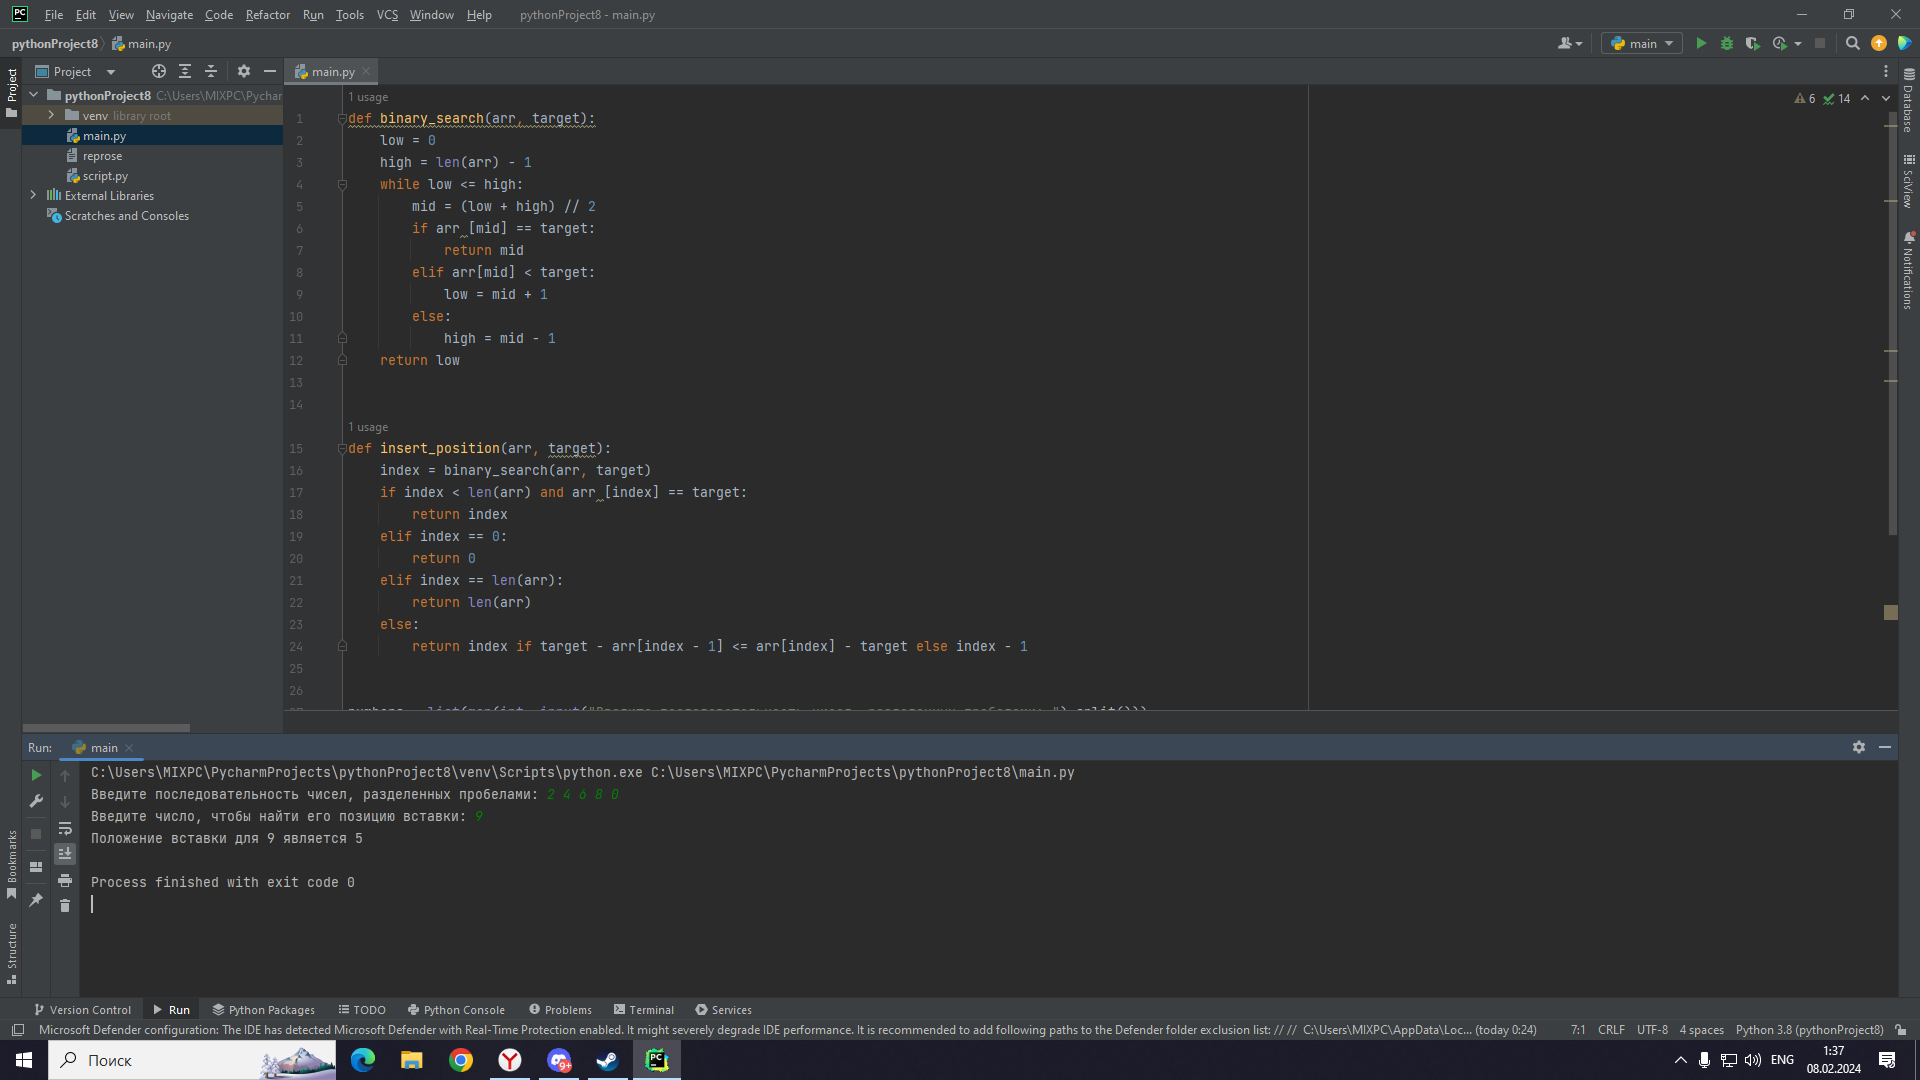 File Edit View Navigate Code Refactor Run Tools VCS Window Help pythonProject8 - main.py
pythonProject8 main.py main
Project main.py
pythonProject8 C:\Users\MIXPC\Pychar
venv library root
main.py
reprose
script.py
External Libraries
Scratches and Consoles
Project
Bookmarks
Structure
6 14
1 usage
1 def binary_search(arr, target):
2 low = 0
3 high = len(arr) - 1
4 while low <= high:
5 mid = (low + high) // 2
6 if arr [mid] == target:
7 return mid
8 elif arr[mid] < target:
9 low = mid + 1
10 else:
11 high = mid - 1
12 return low
13
14
1 usage
15 def insert_position(arr, target):
16 index = binary_search(arr, target)
17 if index < len(arr) and arr [index] == target:
18 return index
19 elif index == 0:
20 return 0
21 elif index == len(arr):
22 return len(arr)
23 else:
24 return index if target - arr[index - 1] <= arr[index] - target else index - 1
25
26
Database
SciView
Notifications
Run: main
C:\Users\MIXPC\PycharmProjects\pythonProject8\venv\Scripts\python.exe C:\Users\MIXPC\PycharmProjects\pythonProject8\main.py
Введите последовательность чисел, разделенных пробелами: 2 4 6 8 0
Введите число, чтобы найти его позицию вставки: 9
Положение вставки для 9 является 5
Process finished with exit code 0
Version Control Run Python Packages TODO Python Console Problems Terminal Services
Microsoft Defender configuration: The IDE has detected Microsoft Defender with Real-Time Protection enabled. It might severely degrade IDE performance. It is recommended to add following paths to the Defender folder exclusion list: // // C:\Users\MIXPC\AppData\Loc... (today 0:24) 7:1 CRLF UTF-8 4 spaces Python 3.8 (pythonProject8)
Поиск 9+ PC ENG 1:37
08.02.2024